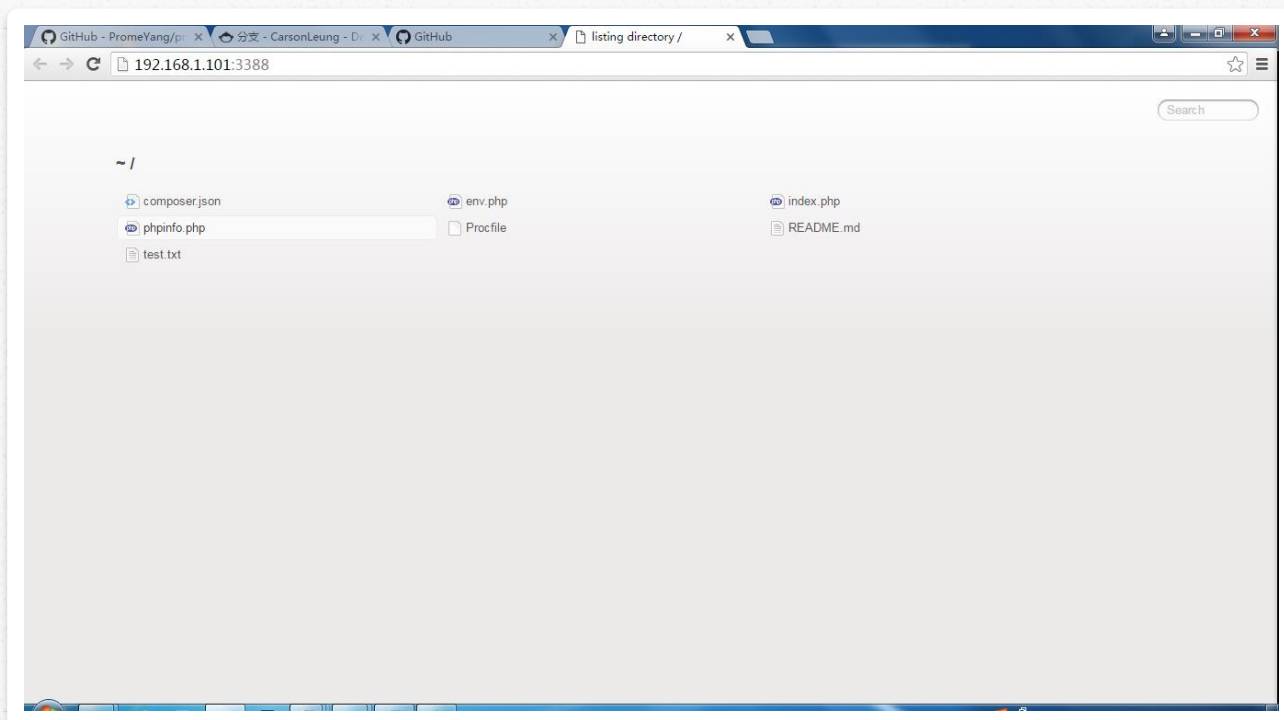 GitHub - PromeYang/pr
分支 - CarsonLeung - De
GitHub
listing directory /
192.168.1.101:3388
Search
~ /
composer.json env.php index.php
phpinfo.php Procfile README.md
test.txt